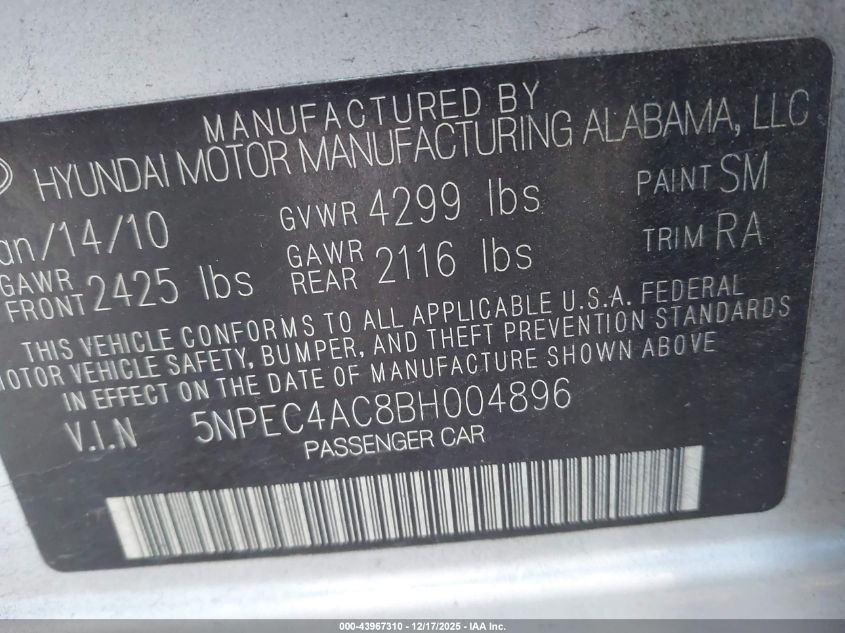 MANUFACTURED BY
HYUNDAI MOTOR MANUFACTURING ALABAMA, LLC
an/14/10 GVWR 4299 lbs PAINT SM
GAWR FRONT 2425 lbs GAWR REAR 2116 lbs TRIM RA
THIS VEHICLE CONFORMS TO ALL APPLICABLE U.S.A. FEDERAL
MOTOR VEHICLE SAFETY, BUMPER, AND THEFT PREVENTION STANDARDS
IN EFFECT ON THE DATE OF MANUFACTURE SHOWN ABOVE
V.I.N 5NPEC4AC8BH004896
PASSENGER CAR
000-43967310 - 12/17/2025 - IAA Inc.